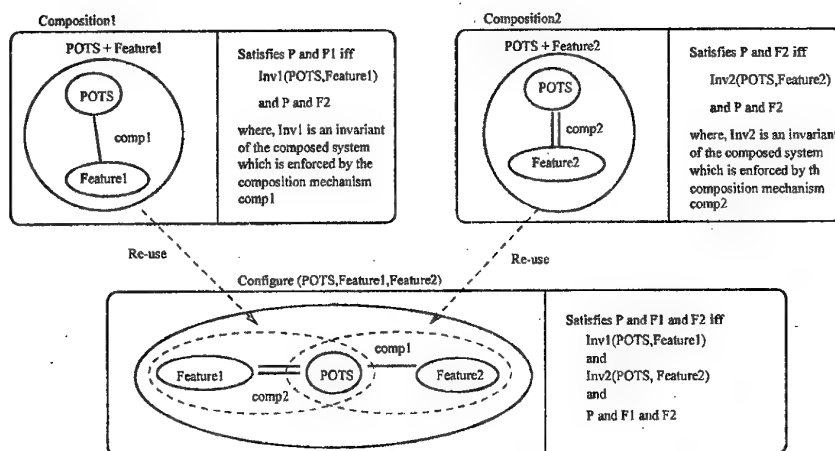 Composition1
POTS + Feature1
POTS
comp1
Feature1
Satisfies P and F1 iff
Inv1(POTS,Feature1)
and P and F2
where, Inv1 is an invariant
of the composed system
which is enforced by the
composition mechanism
comp1
Composition2
POTS + Feature2
POTS
comp2
Feature2
Satisfies P and F2 iff
Inv2(POTS,Feature2)
and P and F2
where, Inv2 is an invariant
of the composed system
which is enforced by th
composition mechanism
comp2
Re-use
Re-use
Configure (POTS,Feature1,Feature2)
Feature1
comp2
POTS
comp1
Feature2
Satisfies P and F1 and F2 iff
Inv1(POTS,Feature1)
and
Inv2(POTS, Feature2)
and
P and F1 and F2